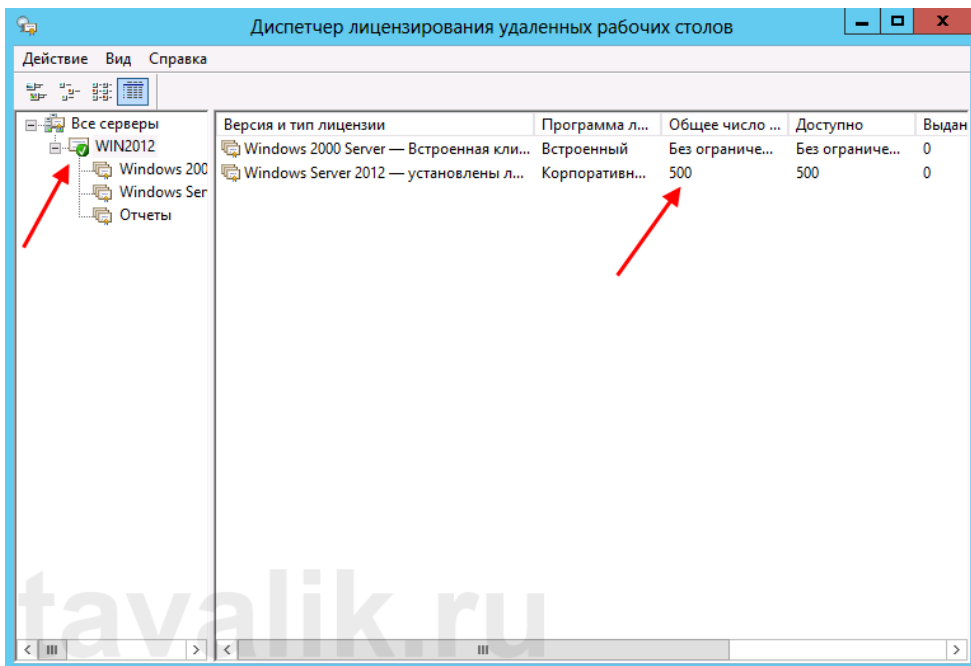 Диспетчер лицензирования удаленных рабочих столов
Действие Вид Справка
Все серверы
WIN2012
Windows 200
Windows Ser
Отчеты
Версия и тип лицензии Программа л... Общее число ... Доступно Выдан
Windows 2000 Server — Встроенная кли... Встроенный Без ограниче... Без ограниче... 0
Windows Server 2012 — установлены л... Корпоративн... 500 500 0
tavalik.ru